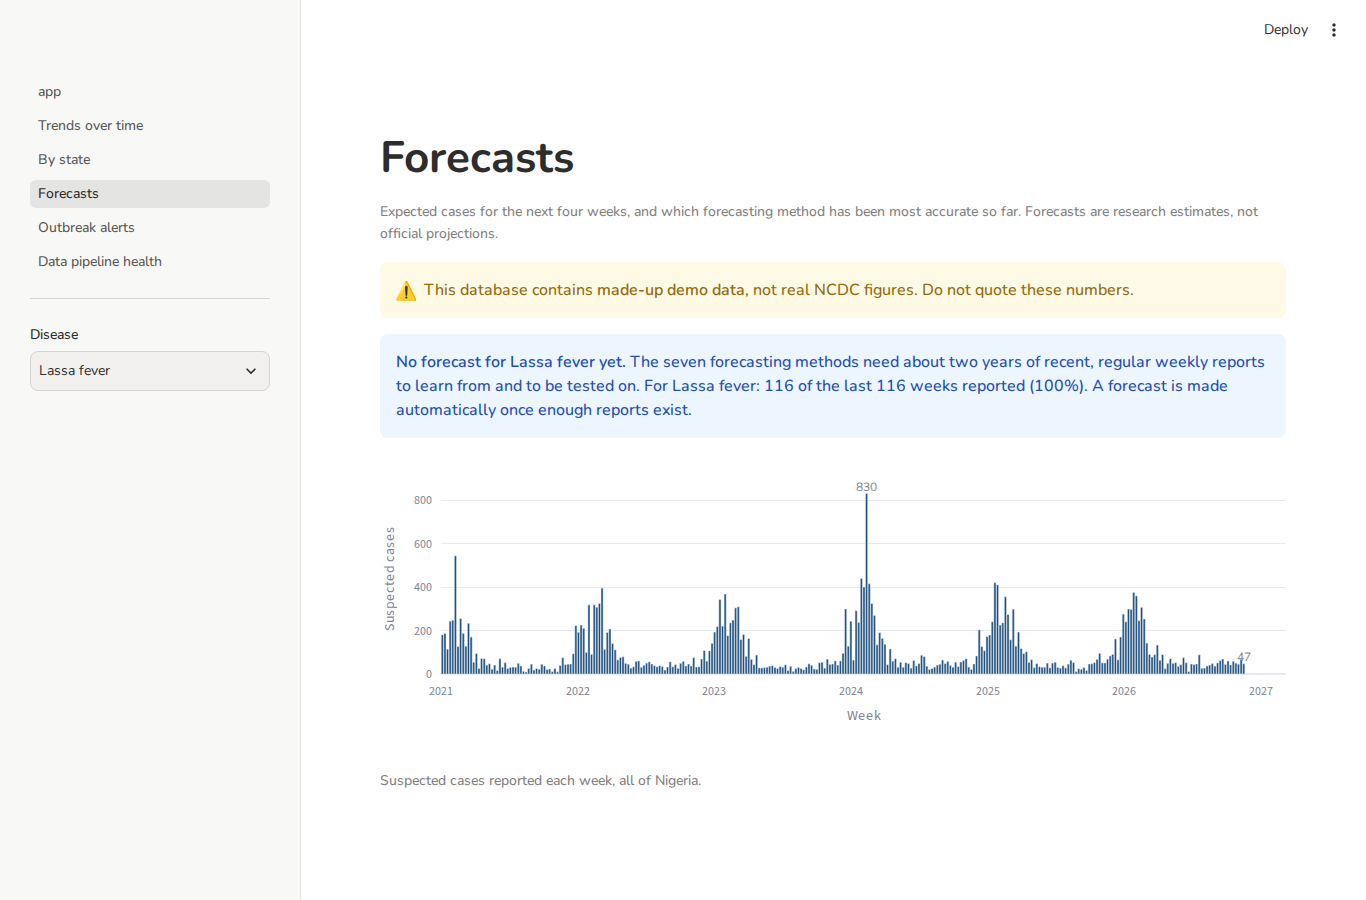 Deploy
app
Trends over time
By state
Forecasts
Outbreak alerts
Data pipeline health
Disease
Lassa fever
Forecasts
Expected cases for the next four weeks, and which forecasting method has been most accurate so far. Forecasts are research estimates, not
official projections.
⚠️ This database contains made-up demo data, not real NCDC figures. Do not quote these numbers.
No forecast for Lassa fever yet. The seven forecasting methods need about two years of recent, regular weekly reports
to learn from and to be tested on. For Lassa fever: 116 of the last 116 weeks reported (100%). A forecast is made
automatically once enough reports exist.
830
800
600
400
200
0
Suspected cases
47
2021 2022 2023 2024 2025 2026 2027
Week
Suspected cases reported each week, all of Nigeria.